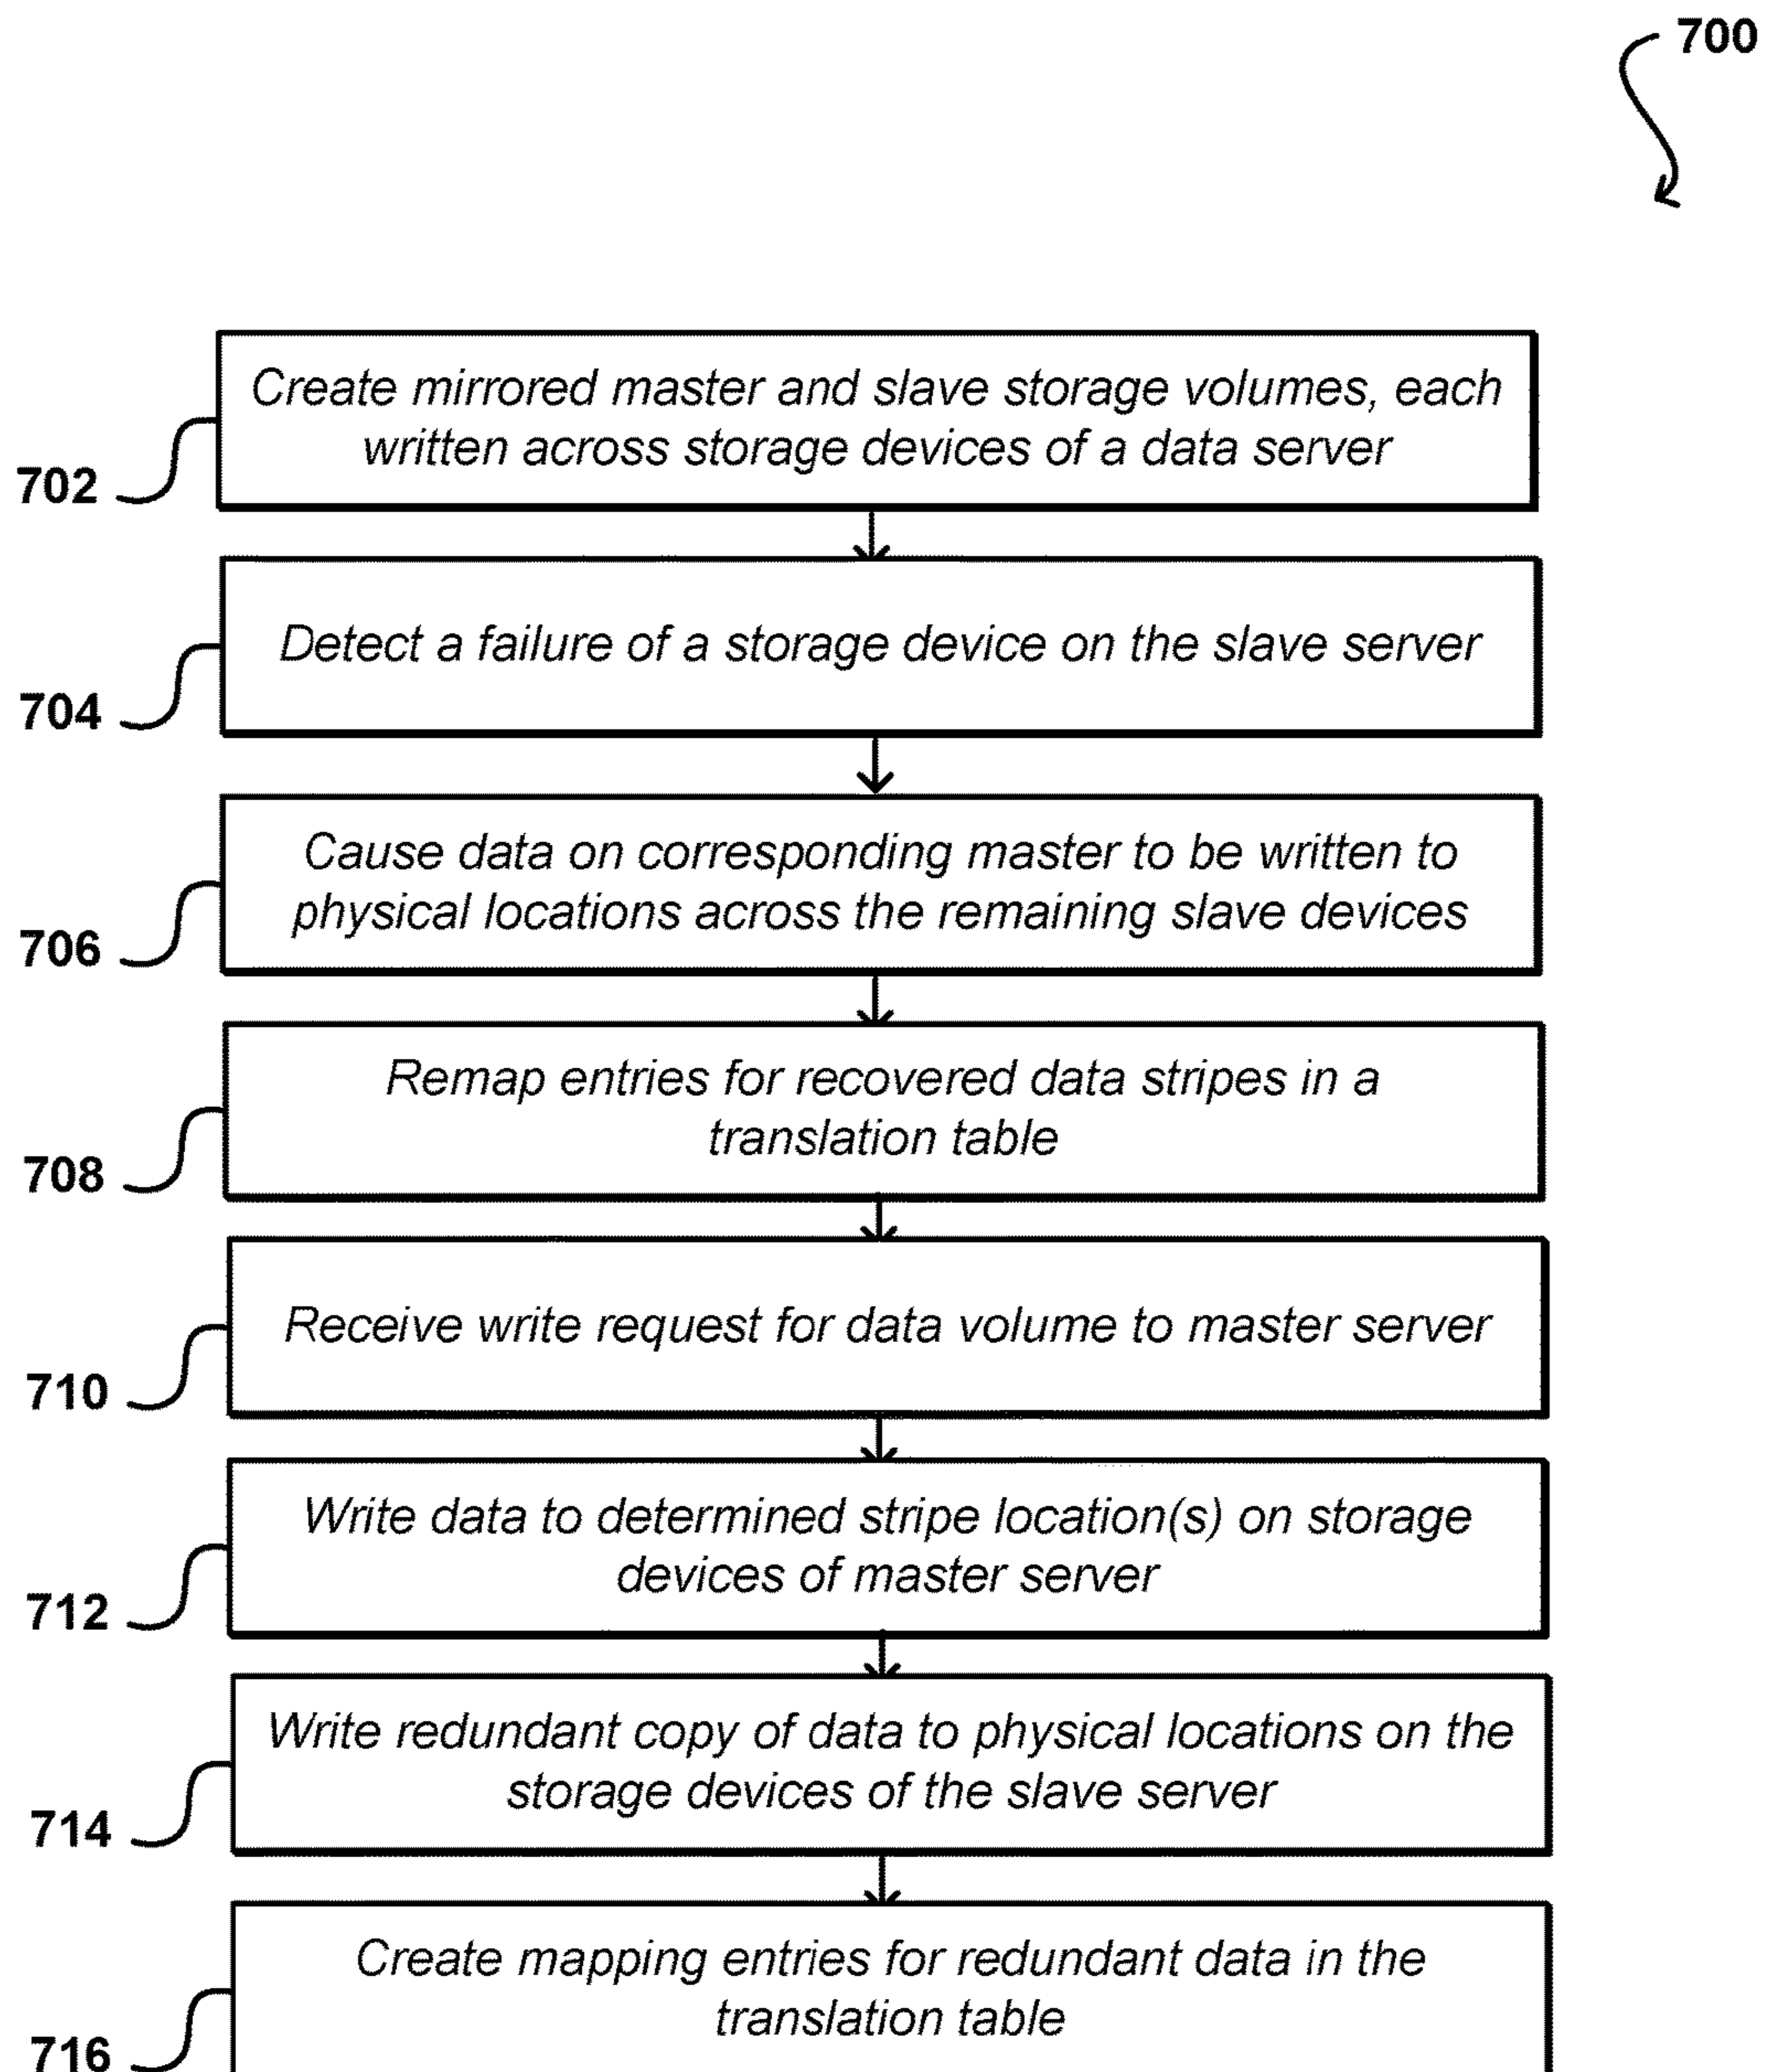 700
Create mirrored master and slave storage volumes, each
written across storage devices of a data server
702
Detect a failure of a storage device on the slave server
704
Cause data on corresponding master to be written to
physical locations across the remaining slave devices
706
Remap entries for recovered data stripes in a
translation table
708
Receive write request for data volume to master server
710
Write data to determined stripe location(s) on storage
devices of master server
712
Write redundant copy of data to physical locations on the
storage devices of the slave server
714
Create mapping entries for redundant data in the
translation table
716